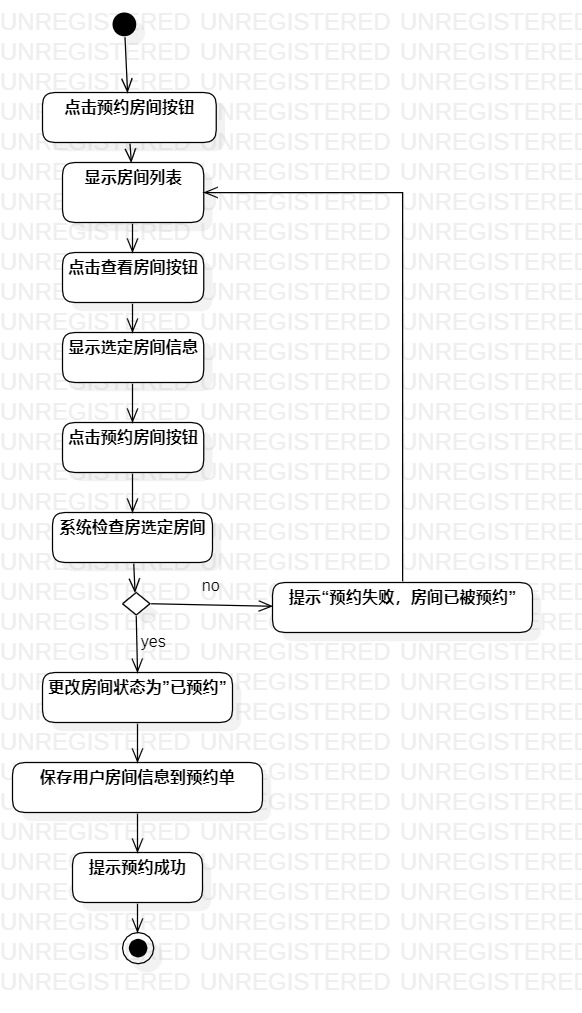 点击预约房间按钮
显示房间列表
点击查看房间按钮
显示选定房间信息
点击预约房间按钮
系统检查房选定房间
no
提示“预约失败，房间已被预约”
yes
更改房间状态为”已预约”
保存用户房间信息到预约单
提示预约成功
UNREGISTERED